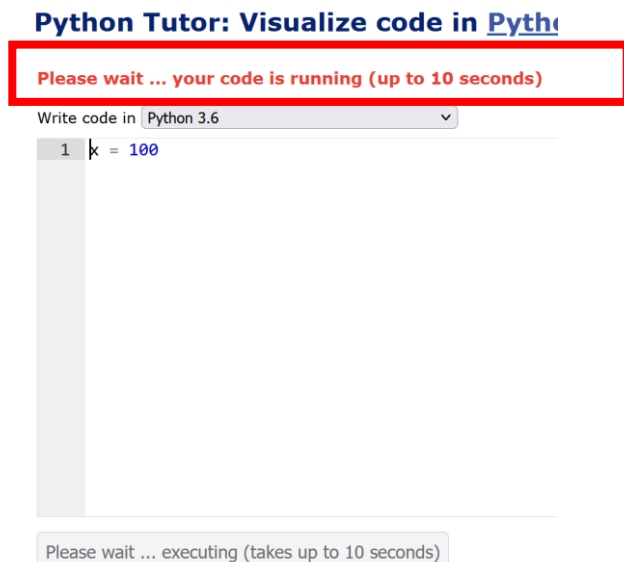 Python Tutor: Visualize code in
Please wait ... your code is running (up to 10 seconds)
Write code in Python 3.6
1 x = 100
Please wait ... executing (takes up to 10 seconds)